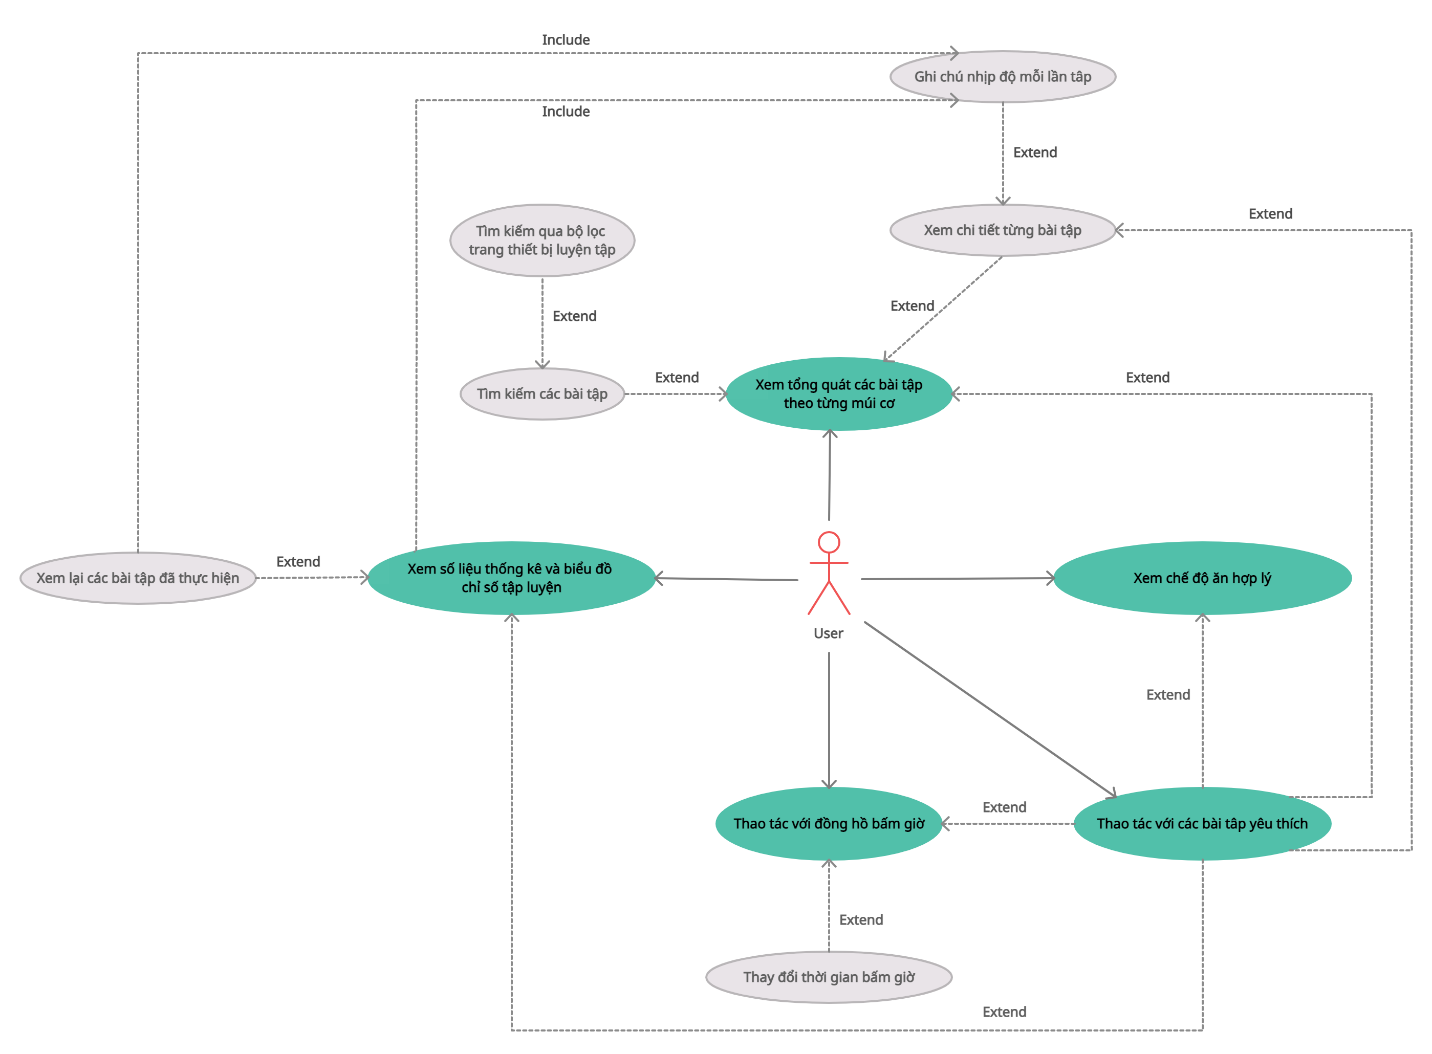 Include
Ghi chú nhịp độ mỗi lần tâp
Include
Extend
Tìm kiếm qua bộ lọc
trang thiết bị luyện tập
Xem chi tiết từng bài tập
Extend
Extend
Extend
Tìm kiếm các bài tập
Extend
Xem tổng quát các bài tập
theo từng múi cơ
Extend
Xem lại các bài tập đã thực hiện
Extend
Xem số liệu thống kê và biểu đồ
chỉ số tập luyện
User
Xem chế độ ăn hợp lý
Extend
Thao tác với đồng hồ bấm giờ
Extend
Thao tác với các bài tâp yêu thích
Extend
Thay đổi thời gian bấm giờ
Extend